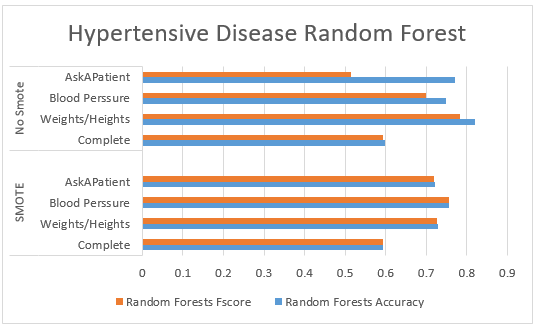 Hypertensive Disease Random Forest
No Smote
AskAPatient
Blood Perssure
Weights/Heights
Complete
SMOTE
AskAPatient
Blood Perssure
Weights/Heights
Complete
0 0.1 0.2 0.3 0.4 0.5 0.6 0.7 0.8 0.9
Random Forests Fscore Random Forests Accuracy